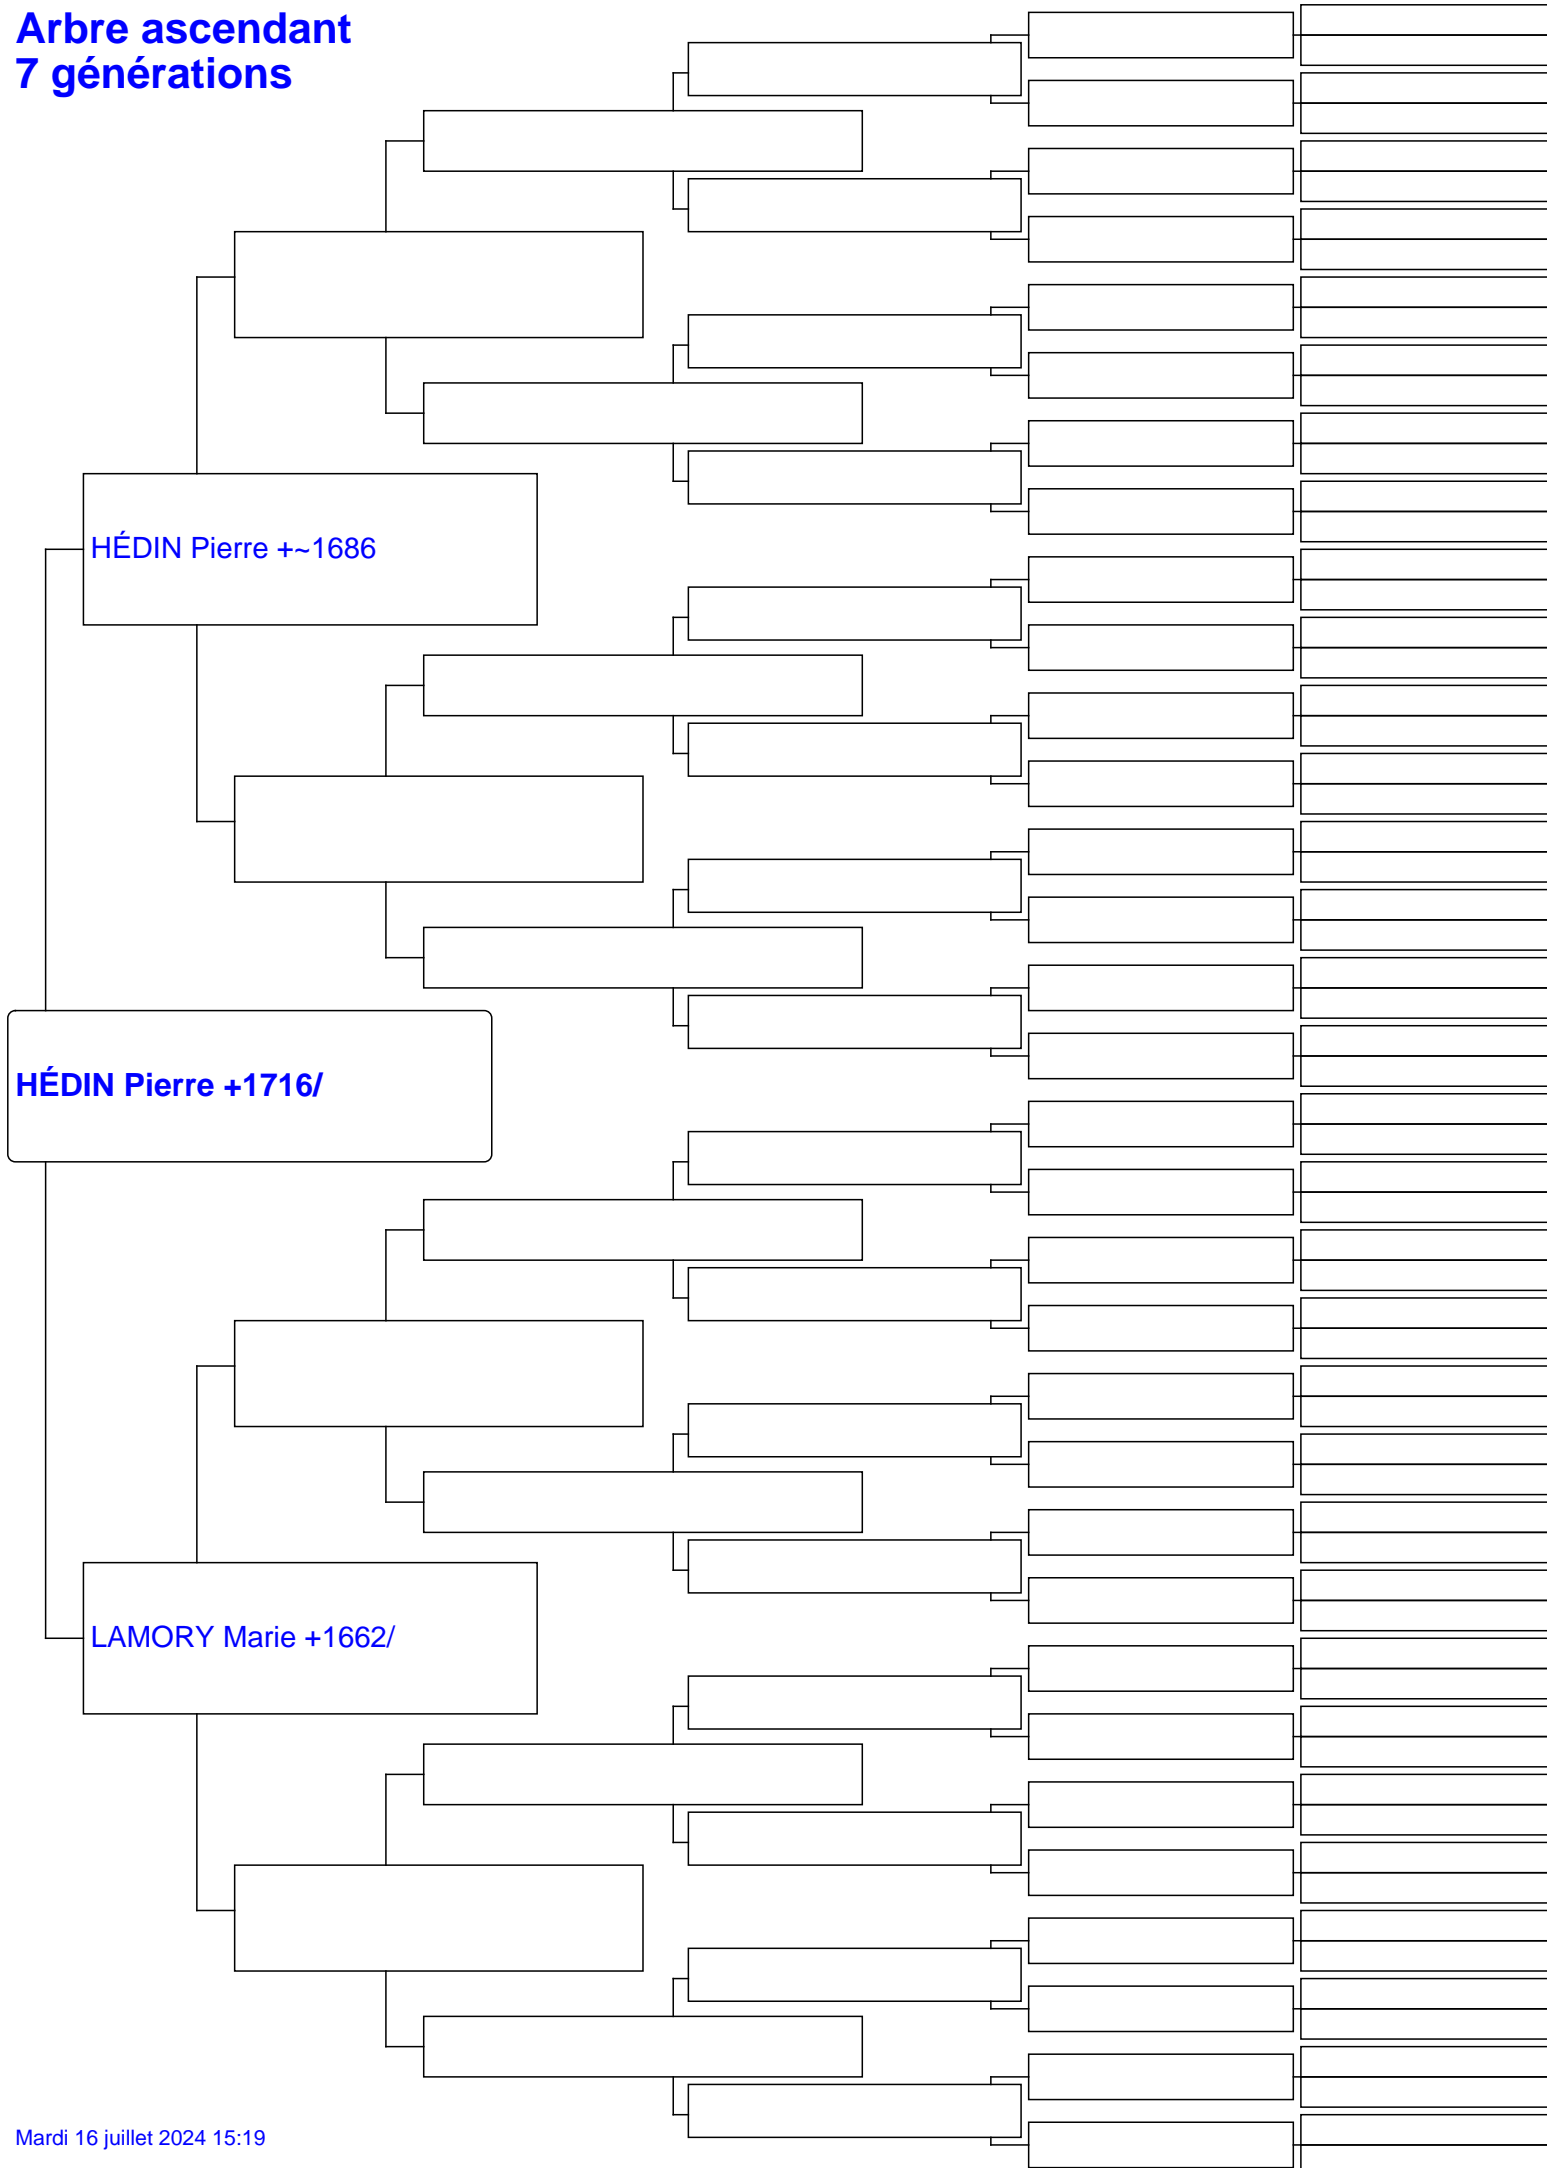 Arbre ascendant
7 générations
HÉDIN Pierre +~1686
HÉDIN Pierre +1716/
LAMORY Marie +1662/
Mardi 16 juillet 2024 15:19